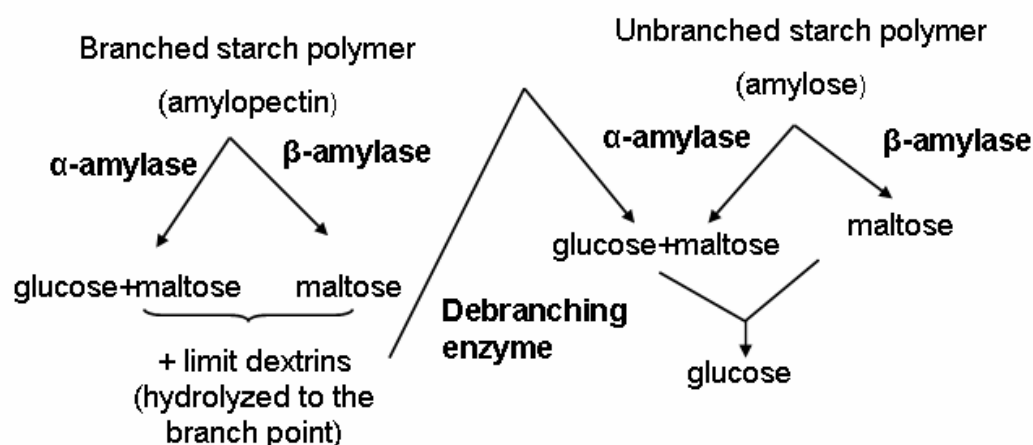 Branched starch polymer
(amylopectin)
α-amylase
β-amylase
glucose+maltose
maltose
+ limit dextrins
(hydrolyzed to the
branch point)
Debranching
enzyme
Unbranched starch polymer
(amylose)
α-amylase
β-amylase
glucose+maltose
maltose
glucose